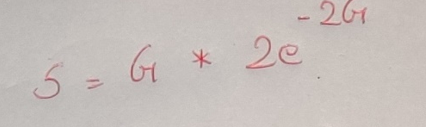 S = G * 2e^{-2G}